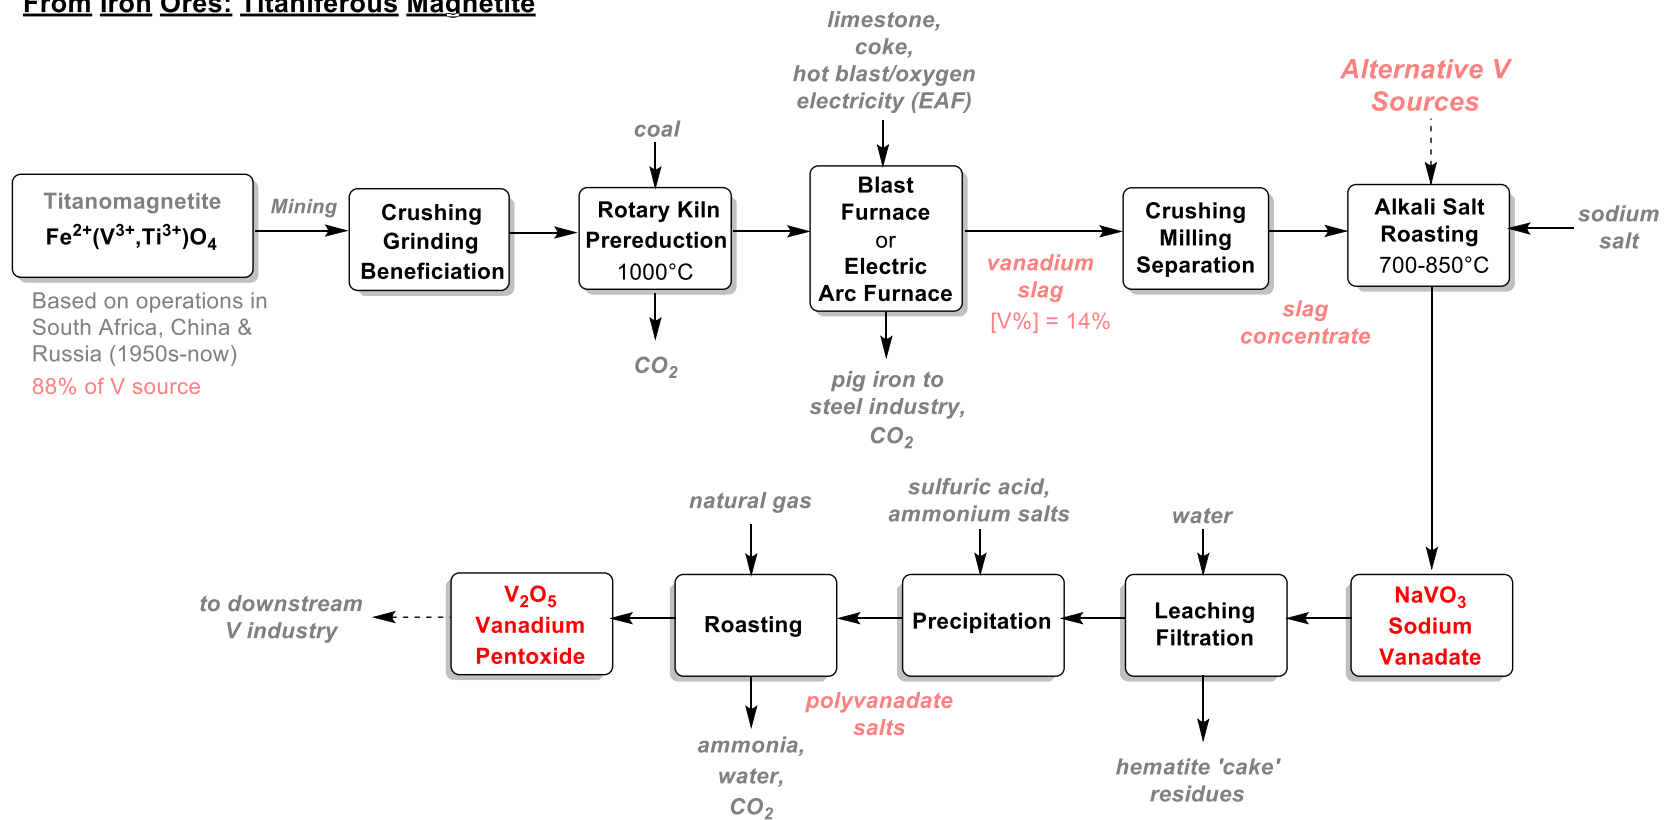 From Iron Ores: Titaniferous Magnetite
limestone,
coke,
hot blast/oxygen
electricity (EAF)
Alternative V
Sources
coal
Titanomagnetite
Fe²⁺(V³⁺,Ti³⁺)O₄
Mining
Crushing
Grinding
Beneficiation
Rotary Kiln
Prereduction
1000°C
Blast
Furnace
or
Electric
Arc Furnace
vanadium
slag
[V%] = 14%
Crushing
Milling
Separation
Alkali Salt
Roasting
700-850°C
sodium
salt
Based on operations in
South Africa, China &
Russia (1950s-now)
88% of V source
CO₂
pig iron to
steel industry,
CO₂
slag
concentrate
natural gas
sulfuric acid,
ammonium salts
water
to downstream
V industry
V₂O₅
Vanadium
Pentoxide
Roasting
Precipitation
Leaching
Filtration
NaVO₃
Sodium
Vanadate
polyvanadate
salts
ammonia,
water,
CO₂
hematite 'cake'
residues